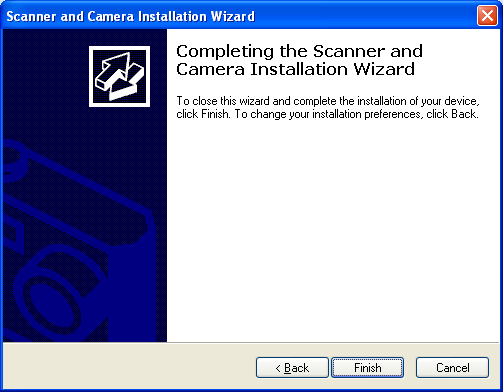 Scanner and Camera Installation Wizard
Completing the Scanner and
Camera Installation Wizard
To close this wizard and complete the installation of your device,
click Finish. To change your installation preferences, click Back.
< Back
Finish
Cancel